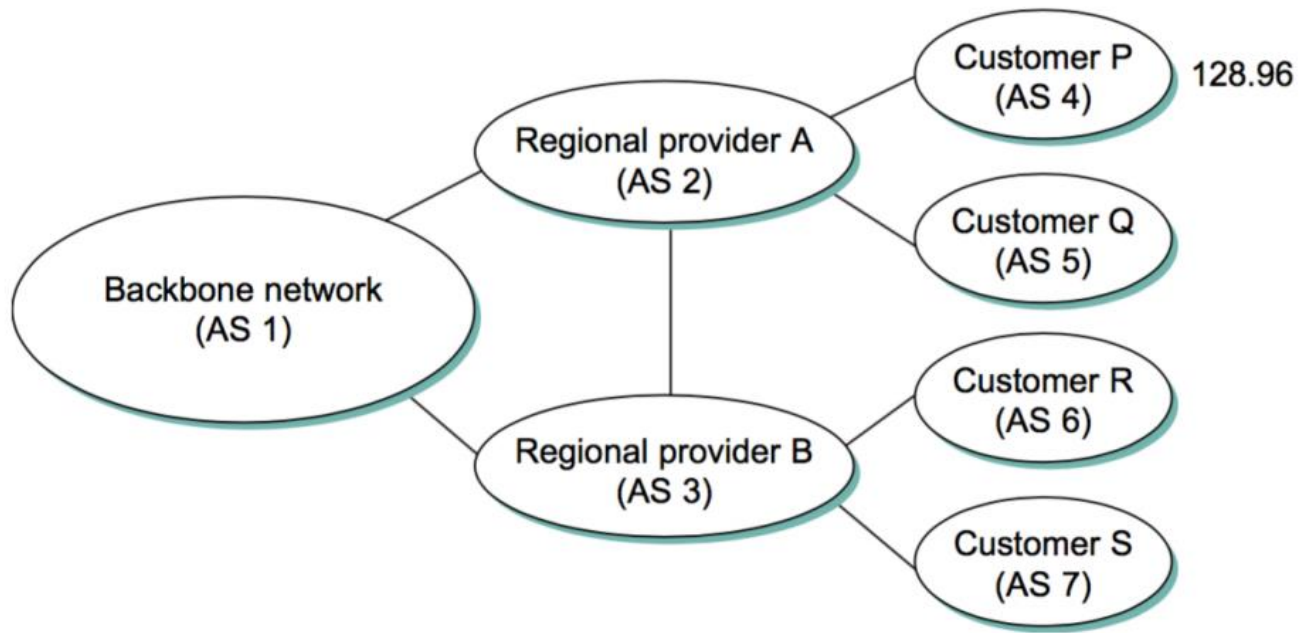 Customer P
(AS 4)
128.96
Regional provider A
(AS 2)
Customer Q
(AS 5)
Backbone network
(AS 1)
Customer R
(AS 6)
Regional provider B
(AS 3)
Customer S
(AS 7)